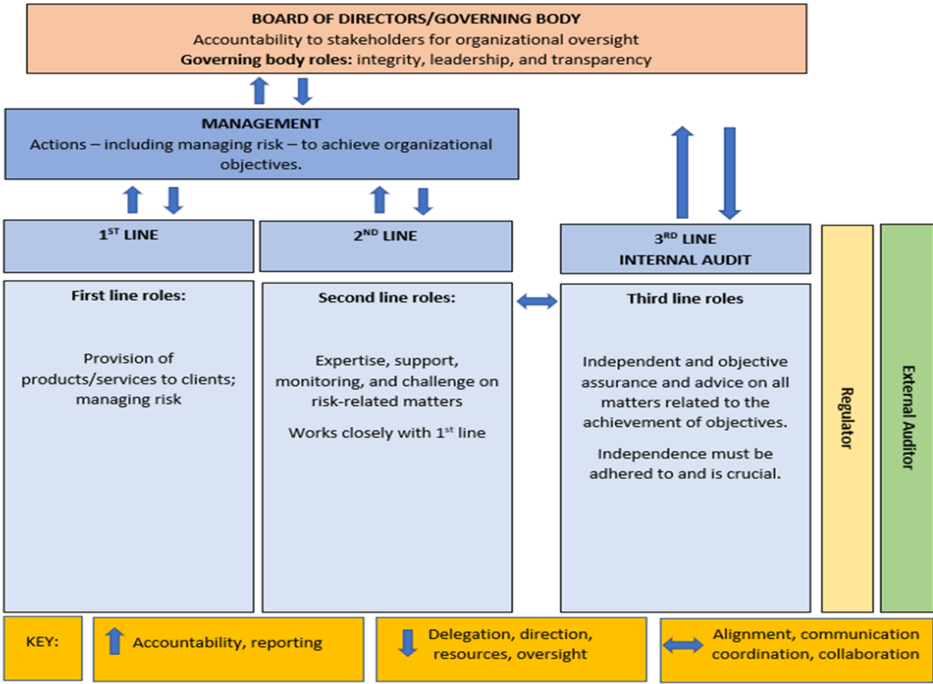 BOARD OF DIRECTORS/GOVERNING BODY
Accountability to stakeholders for organizational oversight
Governing body roles: integrity, leadership, and transparency
MANAGEMENT
Actions – including managing risk – to achieve organizational
objectives.
1ST LINE
2ND LINE
3RD LINE
INTERNAL AUDIT
First line roles:
Provision of
products/services to clients;
managing risk
Second line roles:
Expertise, support,
monitoring, and challenge on
risk-related matters
Works closely with 1st line
Third line roles
Independent and objective
assurance and advice on all
matters related to the
achievement of objectives.
Independence must be
adhered to and is crucial.
Regulator
External Auditor
KEY:
Accountability, reporting
Delegation, direction,
resources, oversight
Alignment, communication
coordination, collaboration